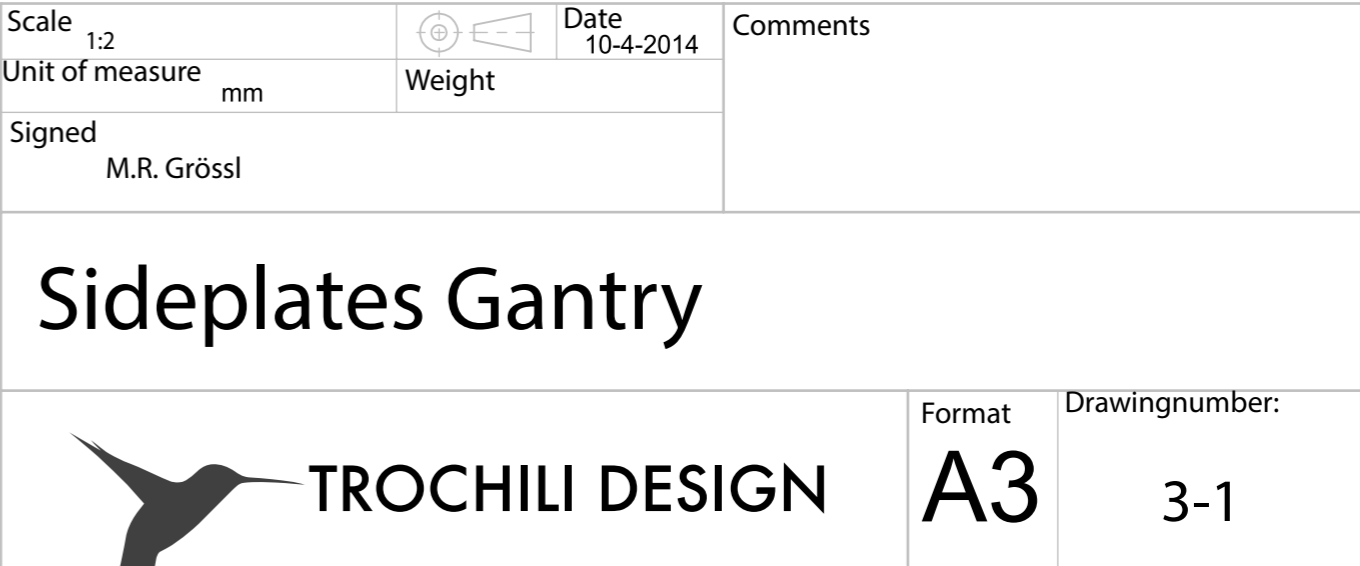 Scale 1:2
Date
10-4-2014
Comments
Unit of measure
mm
Weight
Signed
M.R. Grössl
Sideplates Gantry
TROCHILI DESIGN
Format
A3
Drawingnumber:
3-1